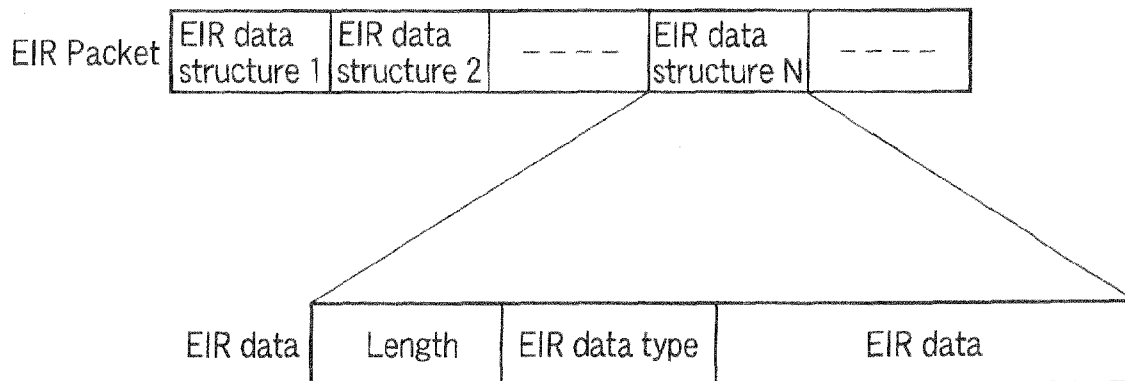 EIR Packet
EIR data
structure 1
EIR data
structure 2
EIR data
structure N
EIR data
Length
EIR data type
EIR data